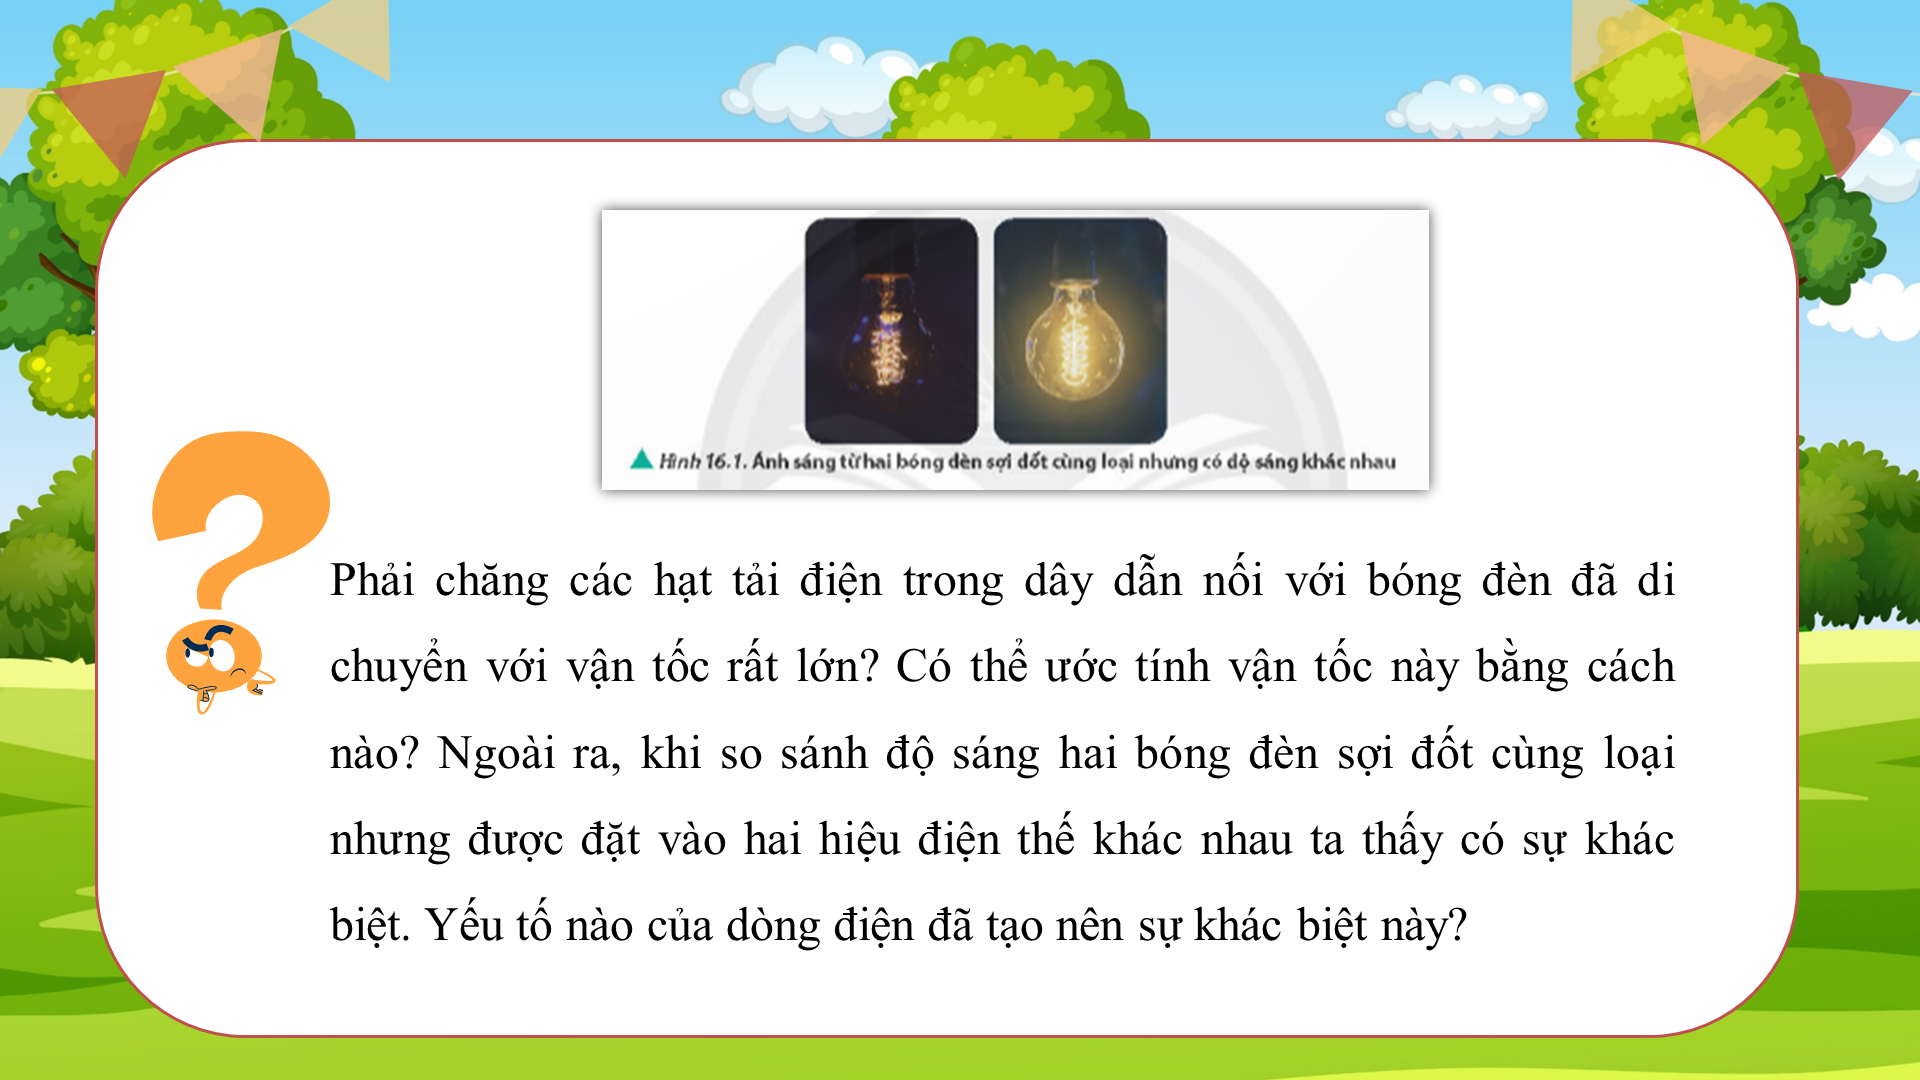 Hình 16.1. Ánh sáng từ hai bóng đèn sợi đốt cùng loại nhưng có độ sáng khác nhau
Phải chăng các hạt tải điện trong dây dẫn nối với bóng đèn đã di
chuyển với vận tốc rất lớn? Có thể ước tính vận tốc này bằng cách
nào? Ngoài ra, khi so sánh độ sáng hai bóng đèn sợi đốt cùng loại
nhưng được đặt vào hai hiệu điện thế khác nhau ta thấy có sự khác
biệt. Yếu tố nào của dòng điện đã tạo nên sự khác biệt này?